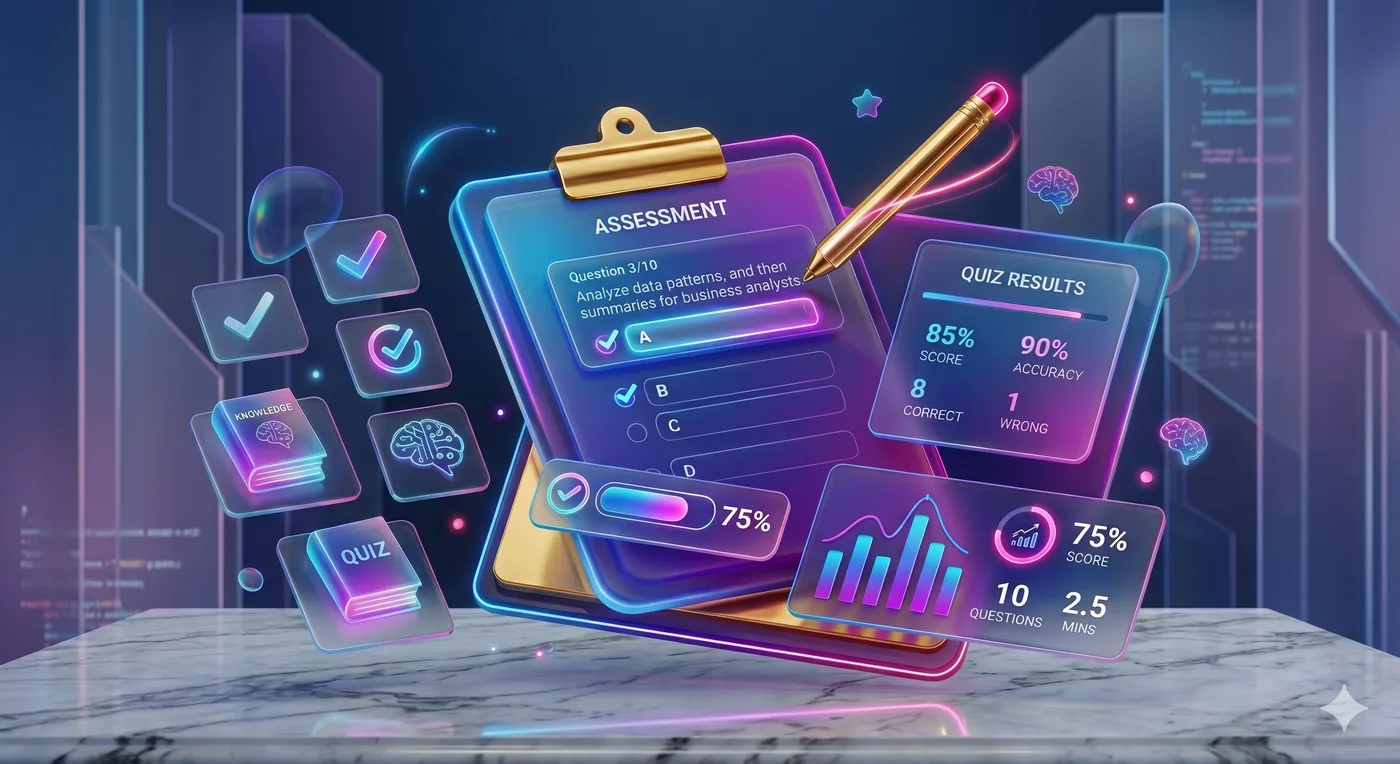 ASSESSMENT
Question 3/10
Analyze data patterns, and then
summaries for business analysts.
A
B
C
D
75%
KNOWLEDGE
QUIZ
QUIZ RESULTS
85%
SCORE
90%
ACCURACY
8
CORRECT
1
WRONG
75%
SCORE
10
QUESTIONS
2.5
MINS